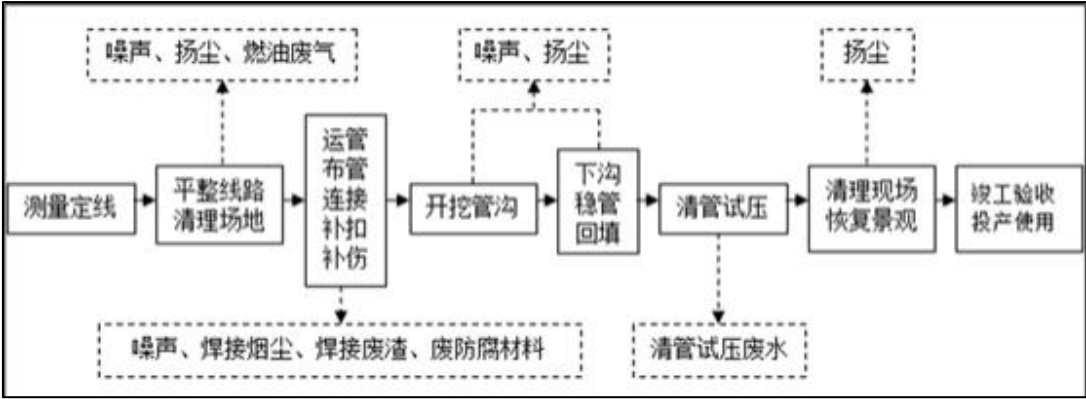 噪声、扬尘、燃油废气
噪声、扬尘
扬尘
测量定线
平整线路
清理场地
运管
布管
连接
补扣
补伤
开挖管沟
下沟
稳管
回填
清管试压
清理现场
恢复景观
竣工验收
投产使用
噪声、焊接烟尘、焊接废渣、废防腐材料
清管试压废水